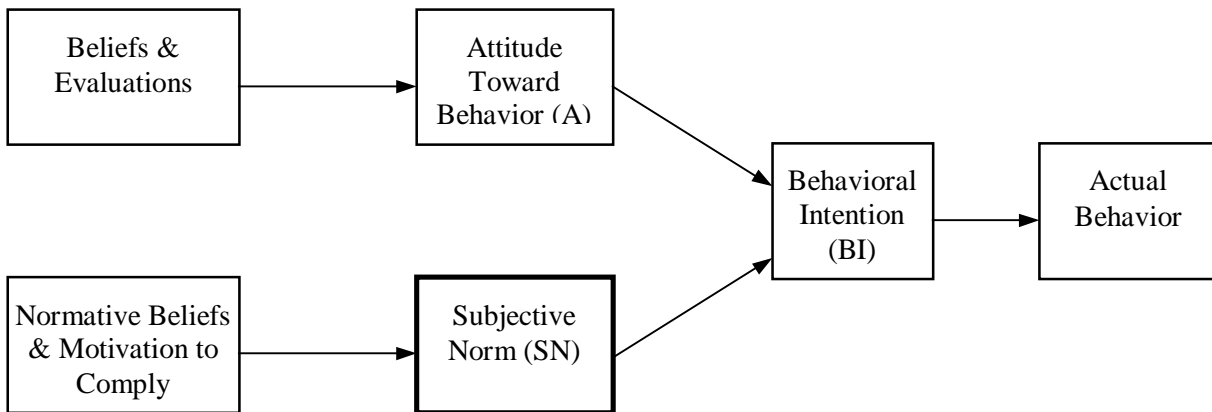 Beliefs &
Evaluations
Attitude
Toward
Behavior (A)
Behavioral
Intention
(BI)
Actual
Behavior
Normative Beliefs
& Motivation to
Comply
Subjective
Norm (SN)